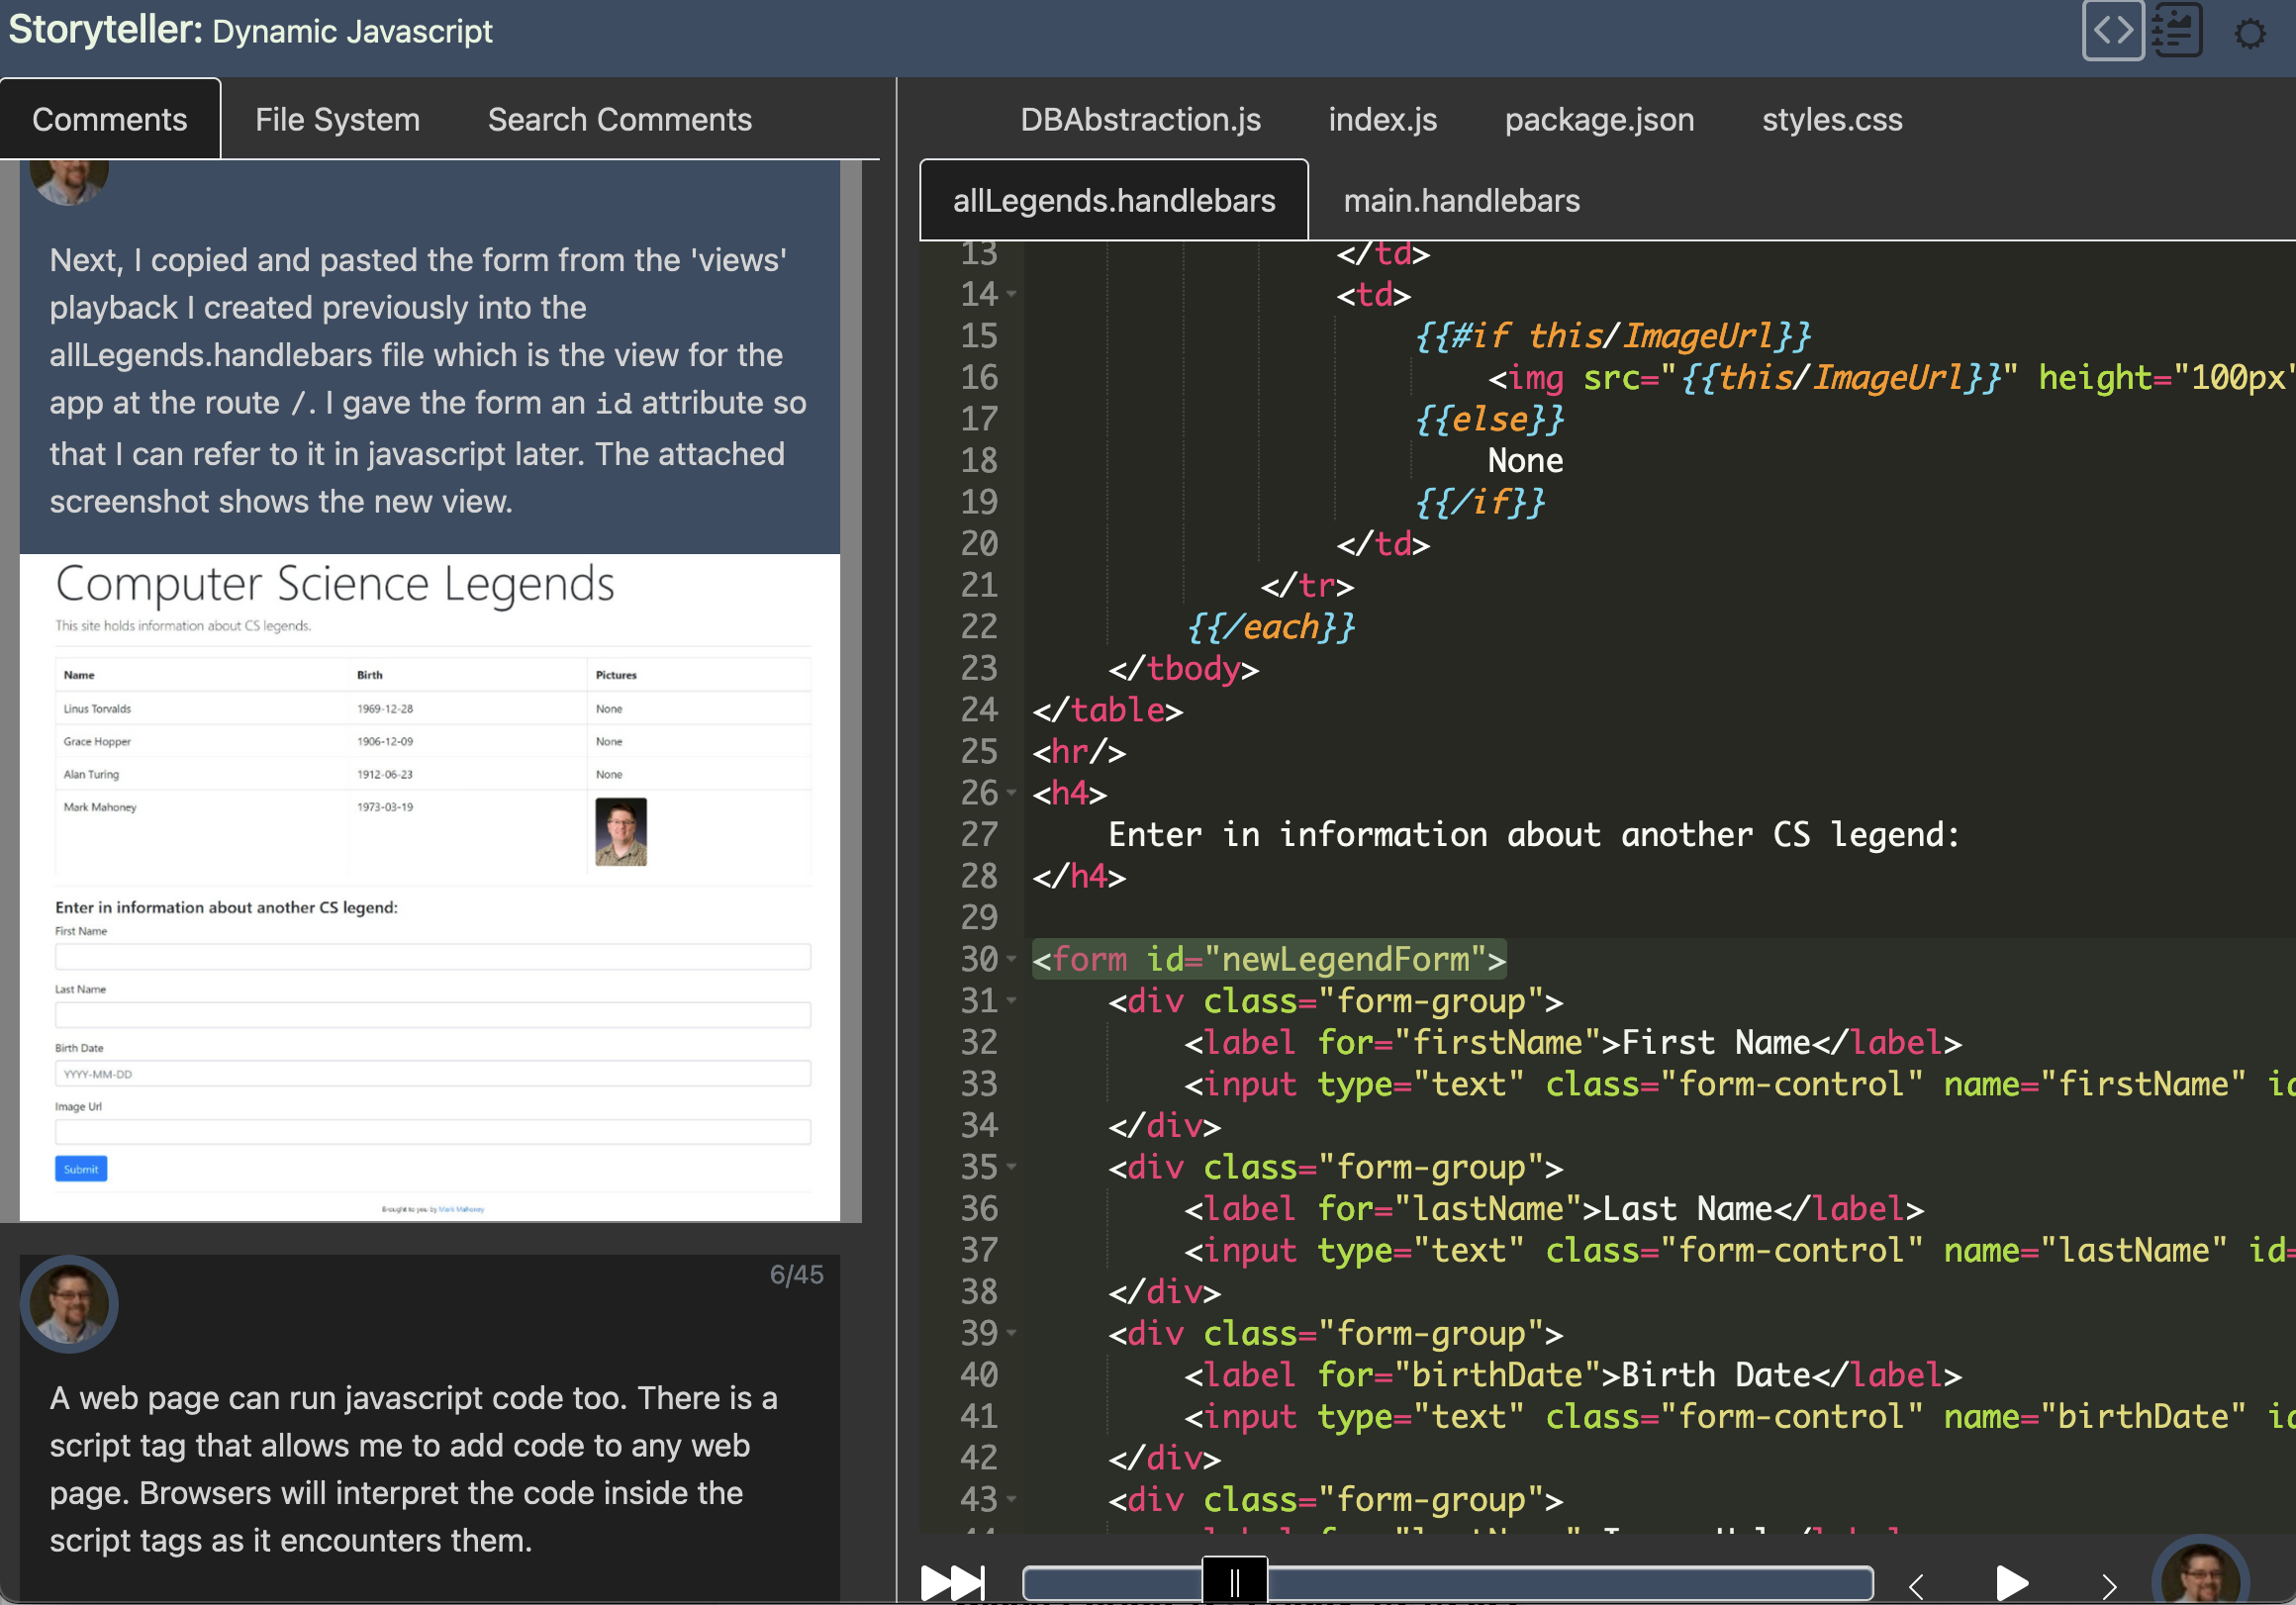 Storyteller: Dynamic Javascript
Comments
File System
Search Comments
Next, I copied and pasted the form from the 'views'
playback I created previously into the
allLegends.handlebars file which is the view for the
app at the route /. I gave the form an id attribute so
that I can refer to it in javascript later. The attached
screenshot shows the new view.
Computer Science Legends
This site holds information about CS legends.
Name Birth Pictures
Linus Torvalds 1969-12-28 None
Grace Hopper 1906-12-09 None
Alan Turing 1912-06-23 None
Mark Mahoney 1973-03-19
Enter in information about another CS legend:
First Name
Last Name
Birth Date
YYYY-MM-DD
Image Url
Submit
Brought to you by Mark Mahoney
6/45
A web page can run javascript code too. There is a
script tag that allows me to add code to any web
page. Browsers will interpret the code inside the
script tags as it encounters them.
DBAbstraction.js
index.js
package.json
styles.css
allLegends.handlebars
main.handlebars
13 </td>
14 <td>
15 {{#if this/ImageUrl}}
16 <img src="{{this/ImageUrl}}" height="100px"
17 {{else}}
18 None
19 {{/if}}
20 </td>
21 </tr>
22 {{/each}}
23 </tbody>
24 </table>
25 <hr/>
26 <h4>
27 Enter in information about another CS legend:
28 </h4>
29
30 <form id="newLegendForm">
31 <div class="form-group">
32 <label for="firstName">First Name</label>
33 <input type="text" class="form-control" name="firstName" id
34 </div>
35 <div class="form-group">
36 <label for="lastName">Last Name</label>
37 <input type="text" class="form-control" name="lastName" id=
38 </div>
39 <div class="form-group">
40 <label for="birthDate">Birth Date</label>
41 <input type="text" class="form-control" name="birthDate" id
42 </div>
43 <div class="form-group">